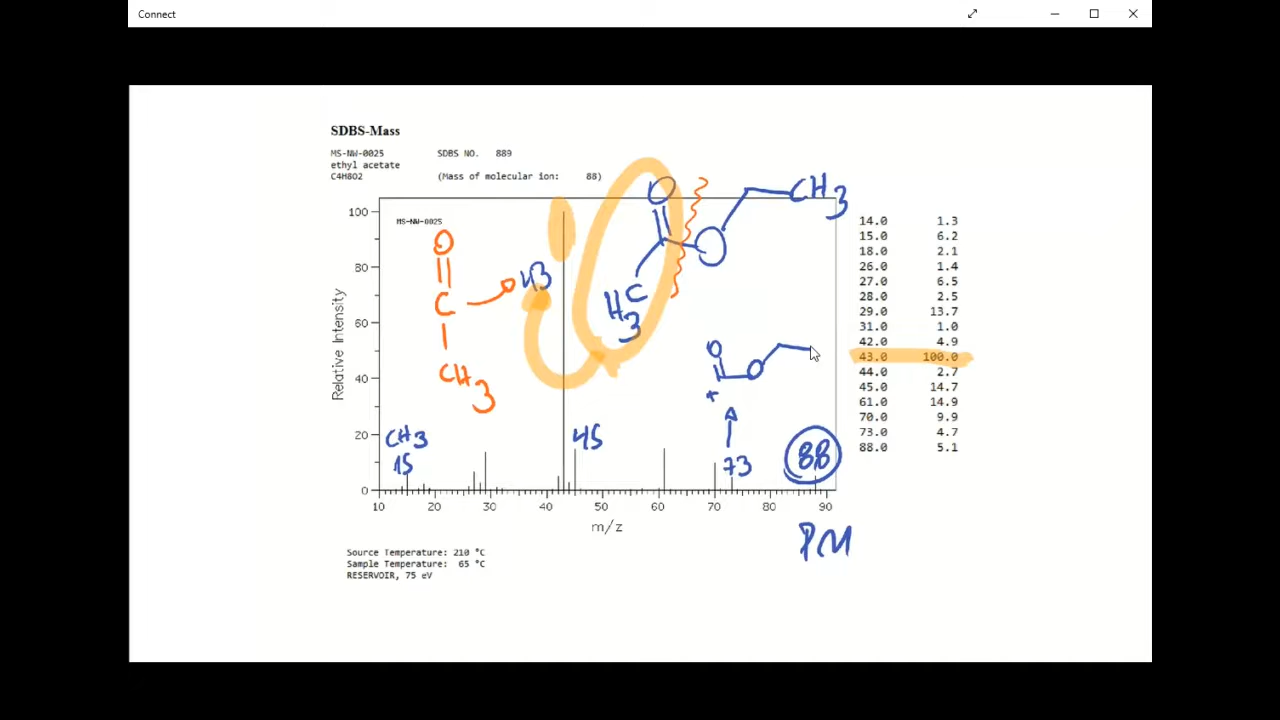 Connect
SDBS-Mass
MS-NW-0025 SDBS NO. 889
ethyl acetate
C4H8O2 (Mass of molecular ion: 88)
MS-NW-0025
Relative Intensity
100
80
60
40
20
0
10 20 30 40 50 60 70 80 90
m/z
O
C
CH3
43
O
CH3
O
H3C
O
O
+
CH3
15
45
73
88
PM
14.0 1.3
15.0 6.2
18.0 2.1
26.0 1.4
27.0 6.5
28.0 2.5
29.0 13.7
31.0 1.0
42.0 4.9
43.0 100.0
44.0 2.7
45.0 14.7
61.0 14.9
70.0 9.9
73.0 4.7
88.0 5.1
Source Temperature: 210 °C
Sample Temperature: 65 °C
RESERVOIR, 75 eV